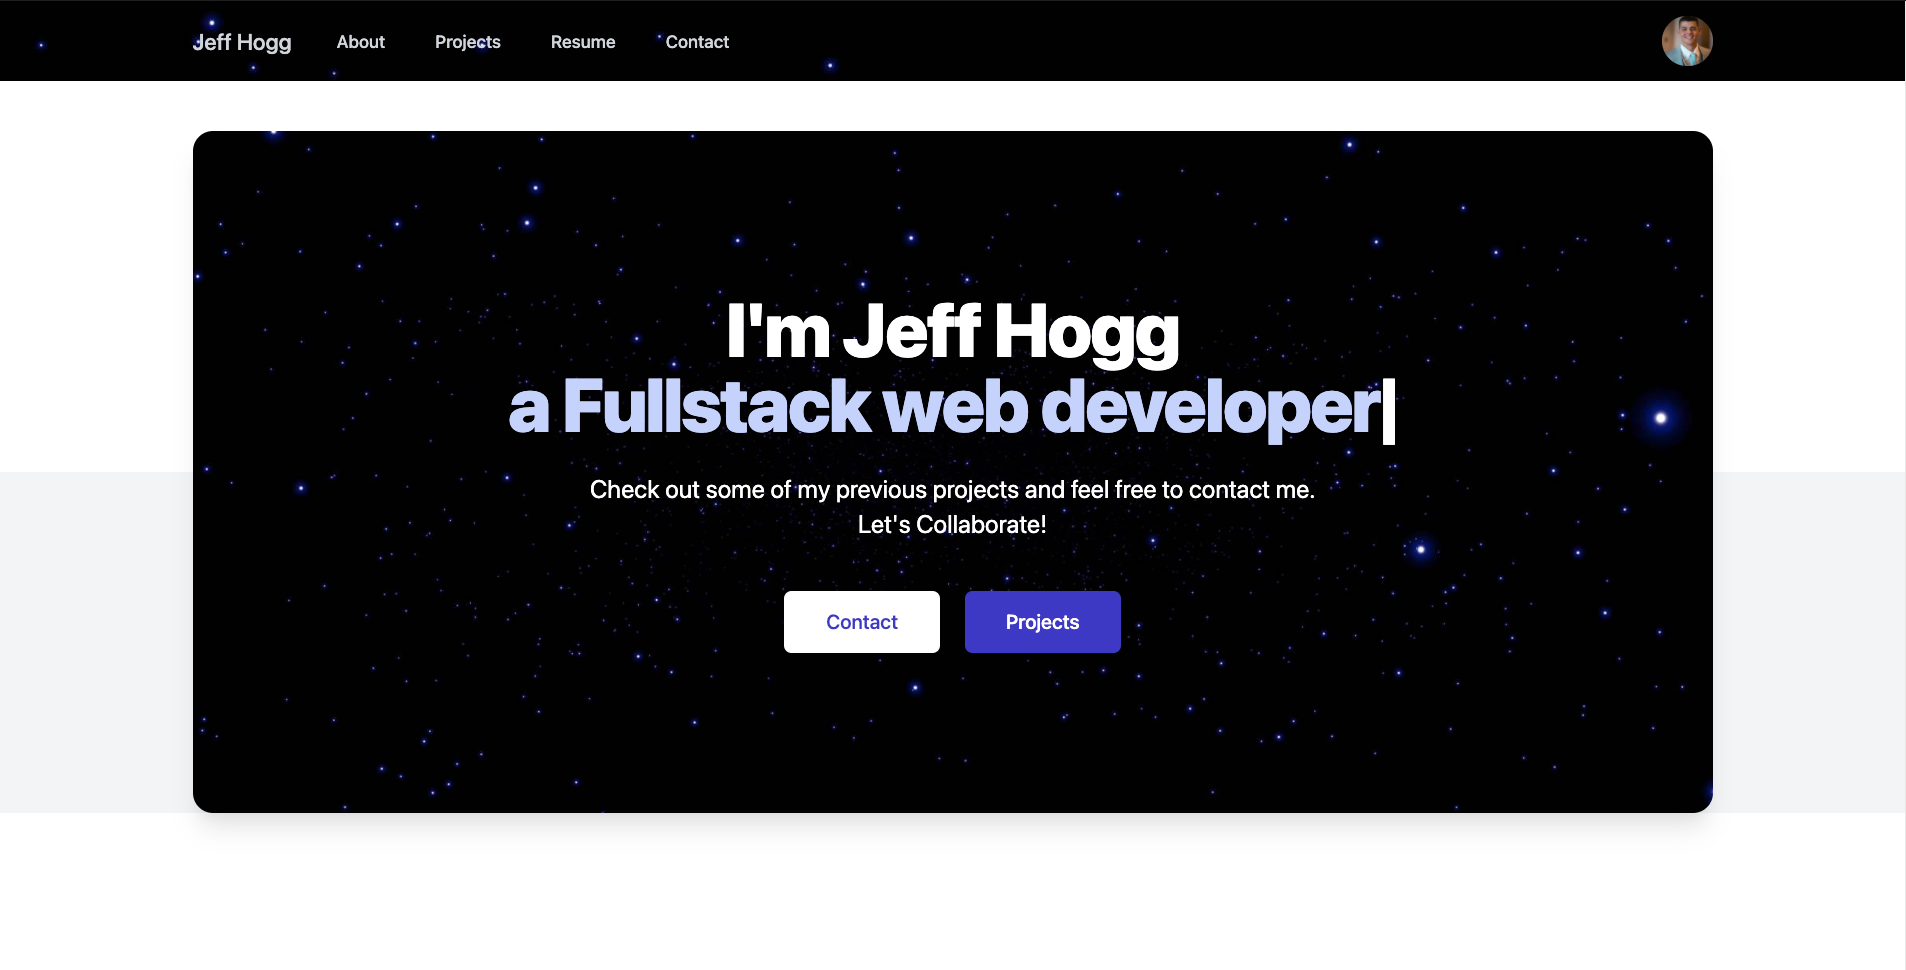 Jeff Hogg About Projects Resume Contact
I'm Jeff Hogg
a Fullstack web developer|
Check out some of my previous projects and feel free to contact me.
Let's Collaborate!
Contact Projects